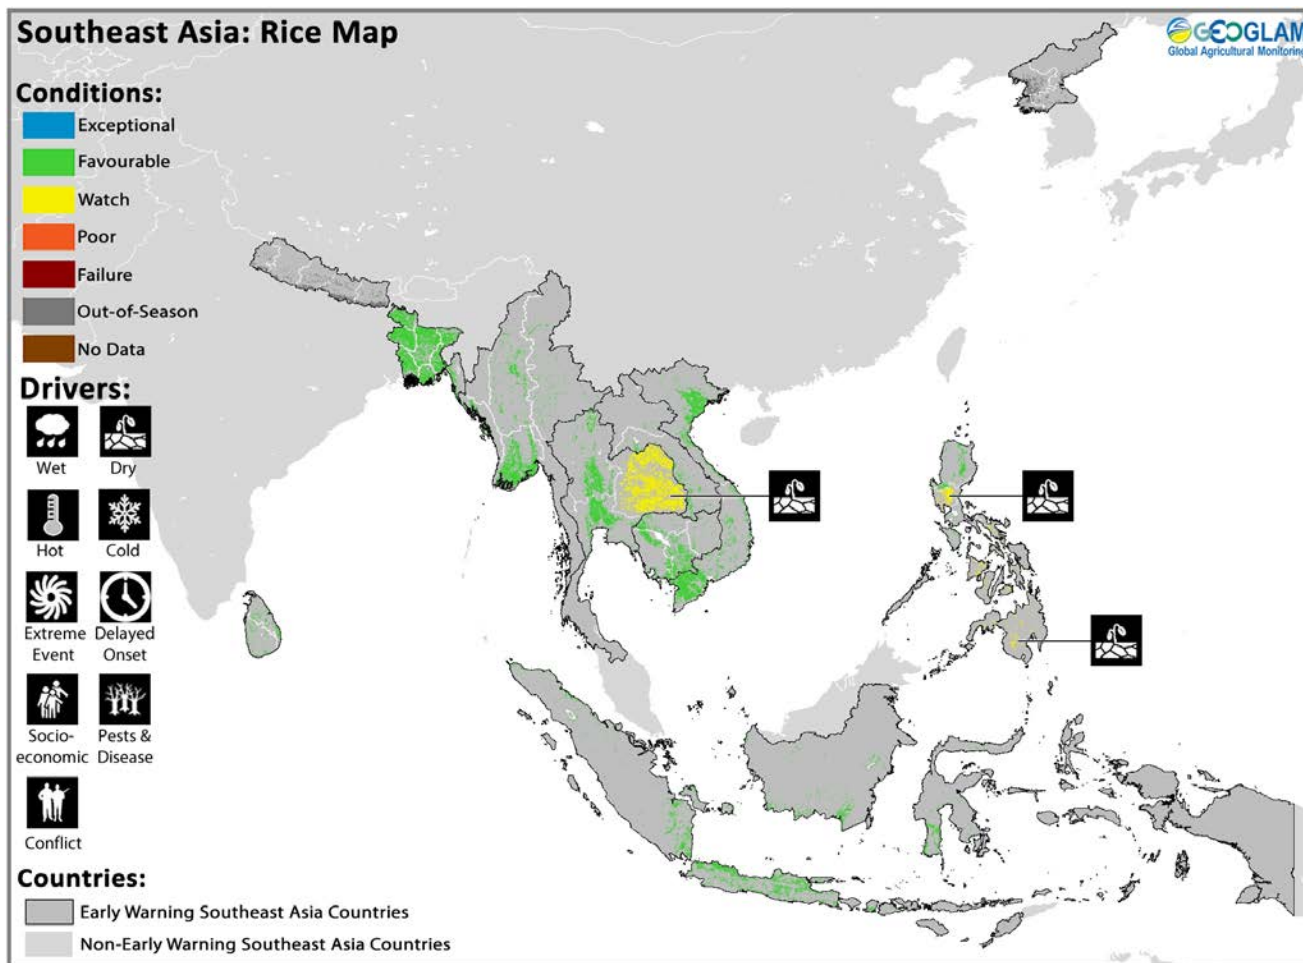 Southeast Asia: Rice Map
GEOGLAM
Global Agricultural Monitoring
Conditions:
Exceptional
Favourable
Watch
Poor
Failure
Out-of-Season
No Data
Drivers:
Wet
Dry
Hot
Cold
Extreme
Event
Delayed
Onset
Socio-
economic
Pests &
Disease
Conflict
Countries:
Early Warning Southeast Asia Countries
Non-Early Warning Southeast Asia Countries